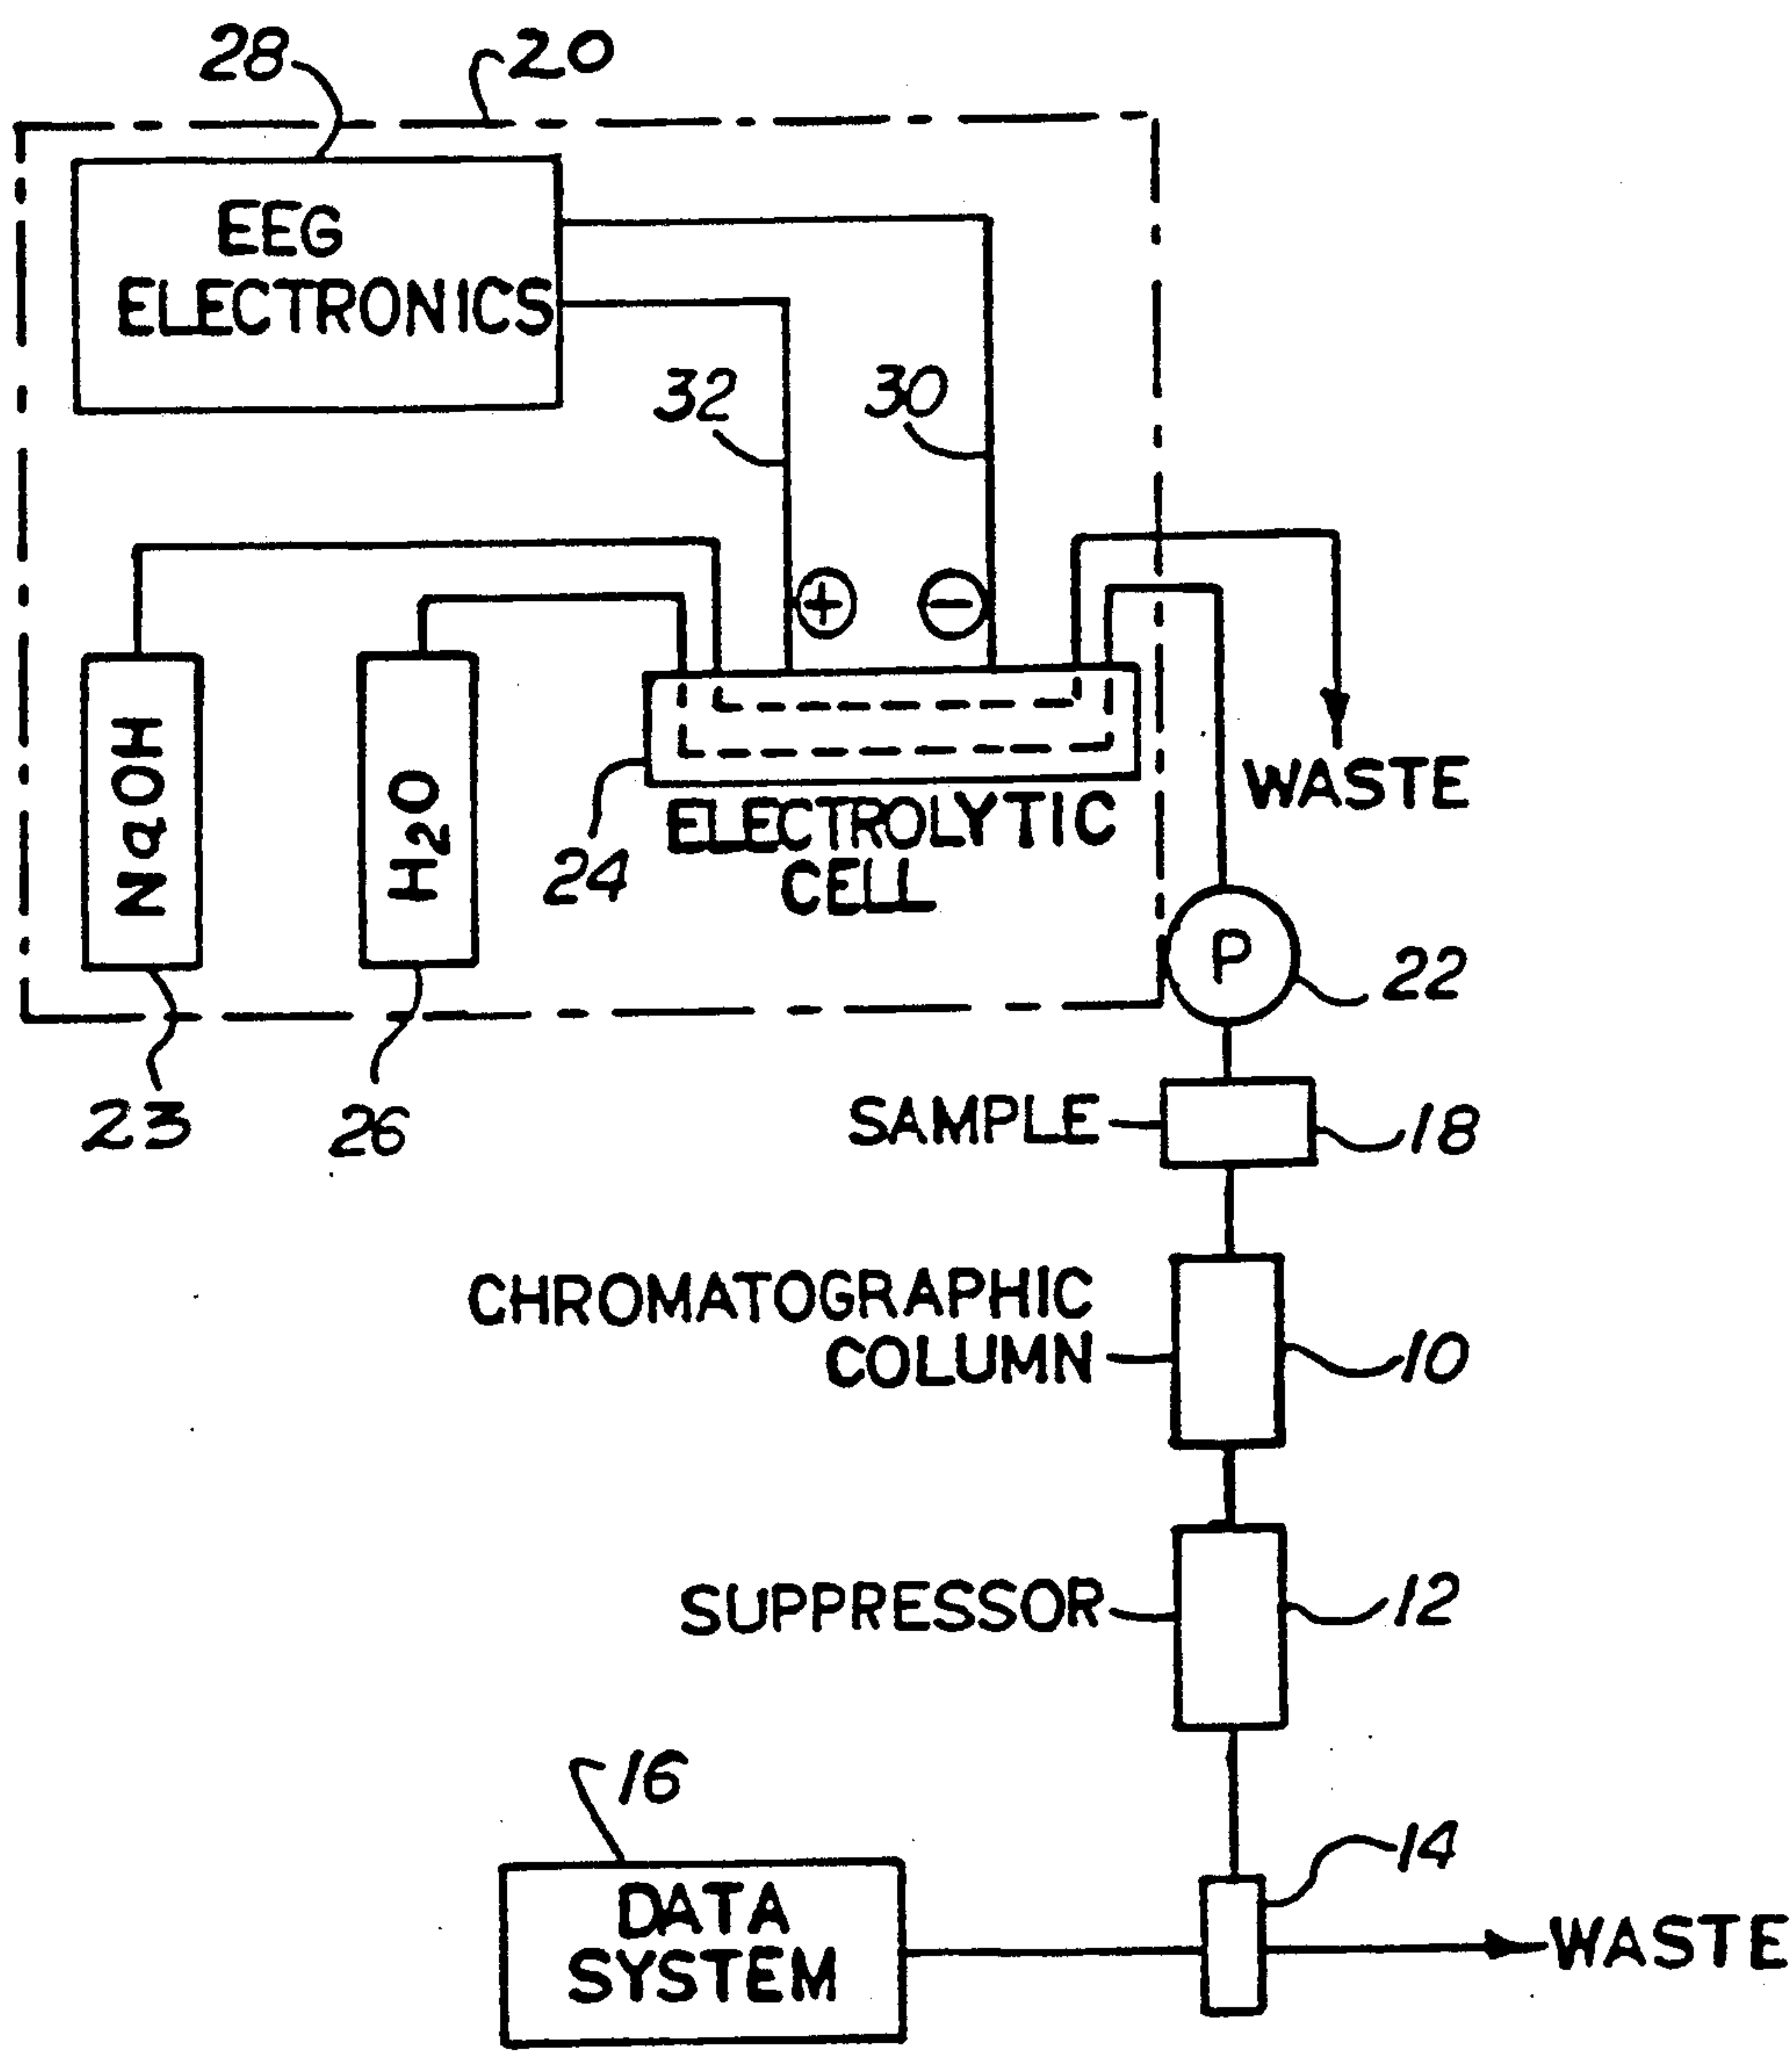 28
20
EEG
ELECTRONICS
32
30
+
−
NaOH
H2O
WASTE
ELECTROLYTIC
CELL
24
P
22
23
26
SAMPLE
18
CHROMATOGRAPHIC
COLUMN
10
SUPPRESSOR
12
16
14
DATA
SYSTEM
WASTE